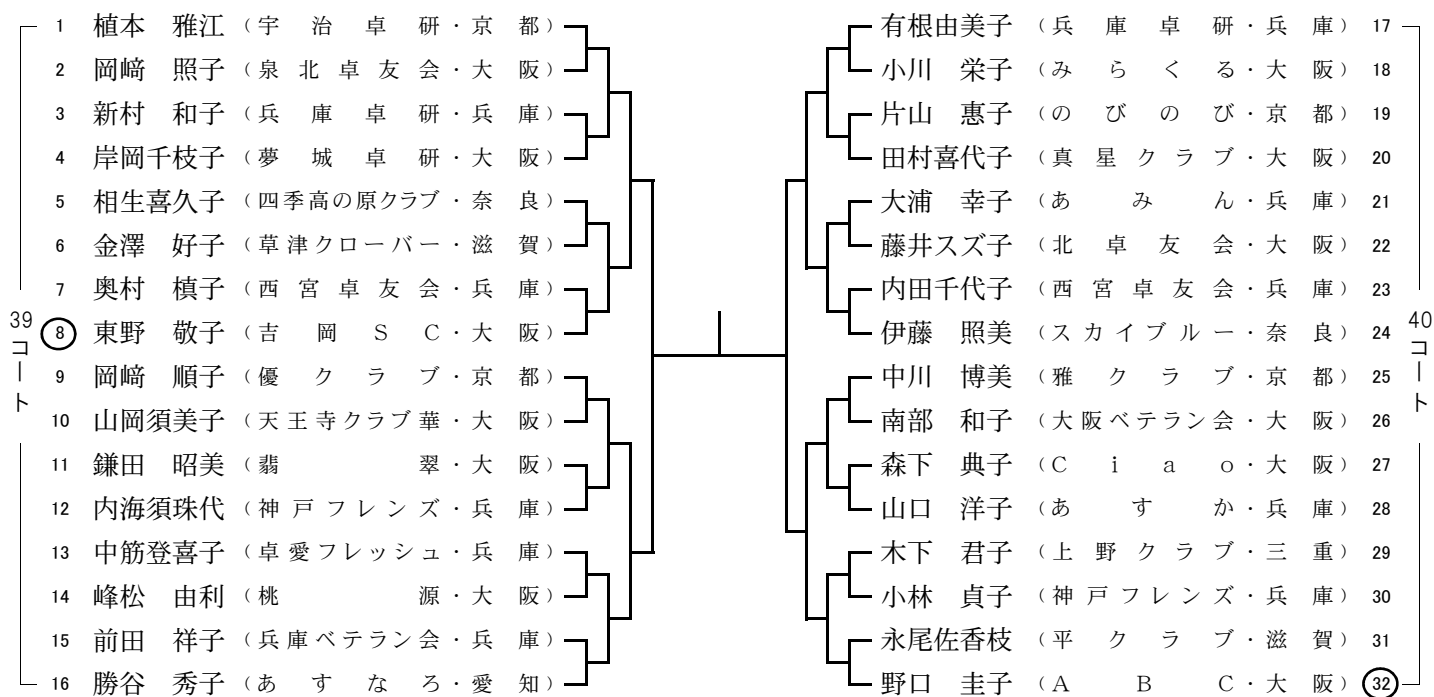 1 植本 雅江 (宇治卓研・京都)
2 岡﨑 照子 (泉北卓友会・大阪)
3 新村 和子 (兵庫卓研・兵庫)
4 岸岡千枝子 (夢城卓研・大阪)
5 相生喜久子 (四季高の原クラブ・奈良)
6 金澤 好子 (草津クローバー・滋賀)
7 奥村 槙子 (西宮卓友会・兵庫)
8 東野 敬子 (吉岡SC・大阪)
9 岡﨑 順子 (優クラブ・京都)
10 山岡須美子 (天王寺クラブ華・大阪)
11 鎌田 昭美 (翡翠・大阪)
12 内海須珠代 (神戸フレンズ・兵庫)
13 中筋登喜子 (卓愛フレッシュ・兵庫)
14 峰松 由利 (桃源・大阪)
15 前田 祥子 (兵庫ベテラン会・兵庫)
16 勝谷 秀子 (あすなろ・愛知)
39コート
有根由美子 (兵庫卓研・兵庫) 17
小川 栄子 (みらくる・大阪) 18
片山 惠子 (のびのび・京都) 19
田村喜代子 (真星クラブ・大阪) 20
大浦 幸子 (あみん・兵庫) 21
藤井スズ子 (北卓友会・大阪) 22
内田千代子 (西宮卓友会・兵庫) 23
伊藤 照美 (スカイブルー・奈良) 24
中川 博美 (雅クラブ・京都) 25
南部 和子 (大阪ベテラン会・大阪) 26
森下 典子 (Ciao・大阪) 27
山口 洋子 (あすか・兵庫) 28
木下 君子 (上野クラブ・三重) 29
小林 貞子 (神戸フレンズ・兵庫) 30
永尾佐香枝 (平クラブ・滋賀) 31
野口 圭子 (ABC・大阪) 32
40コート